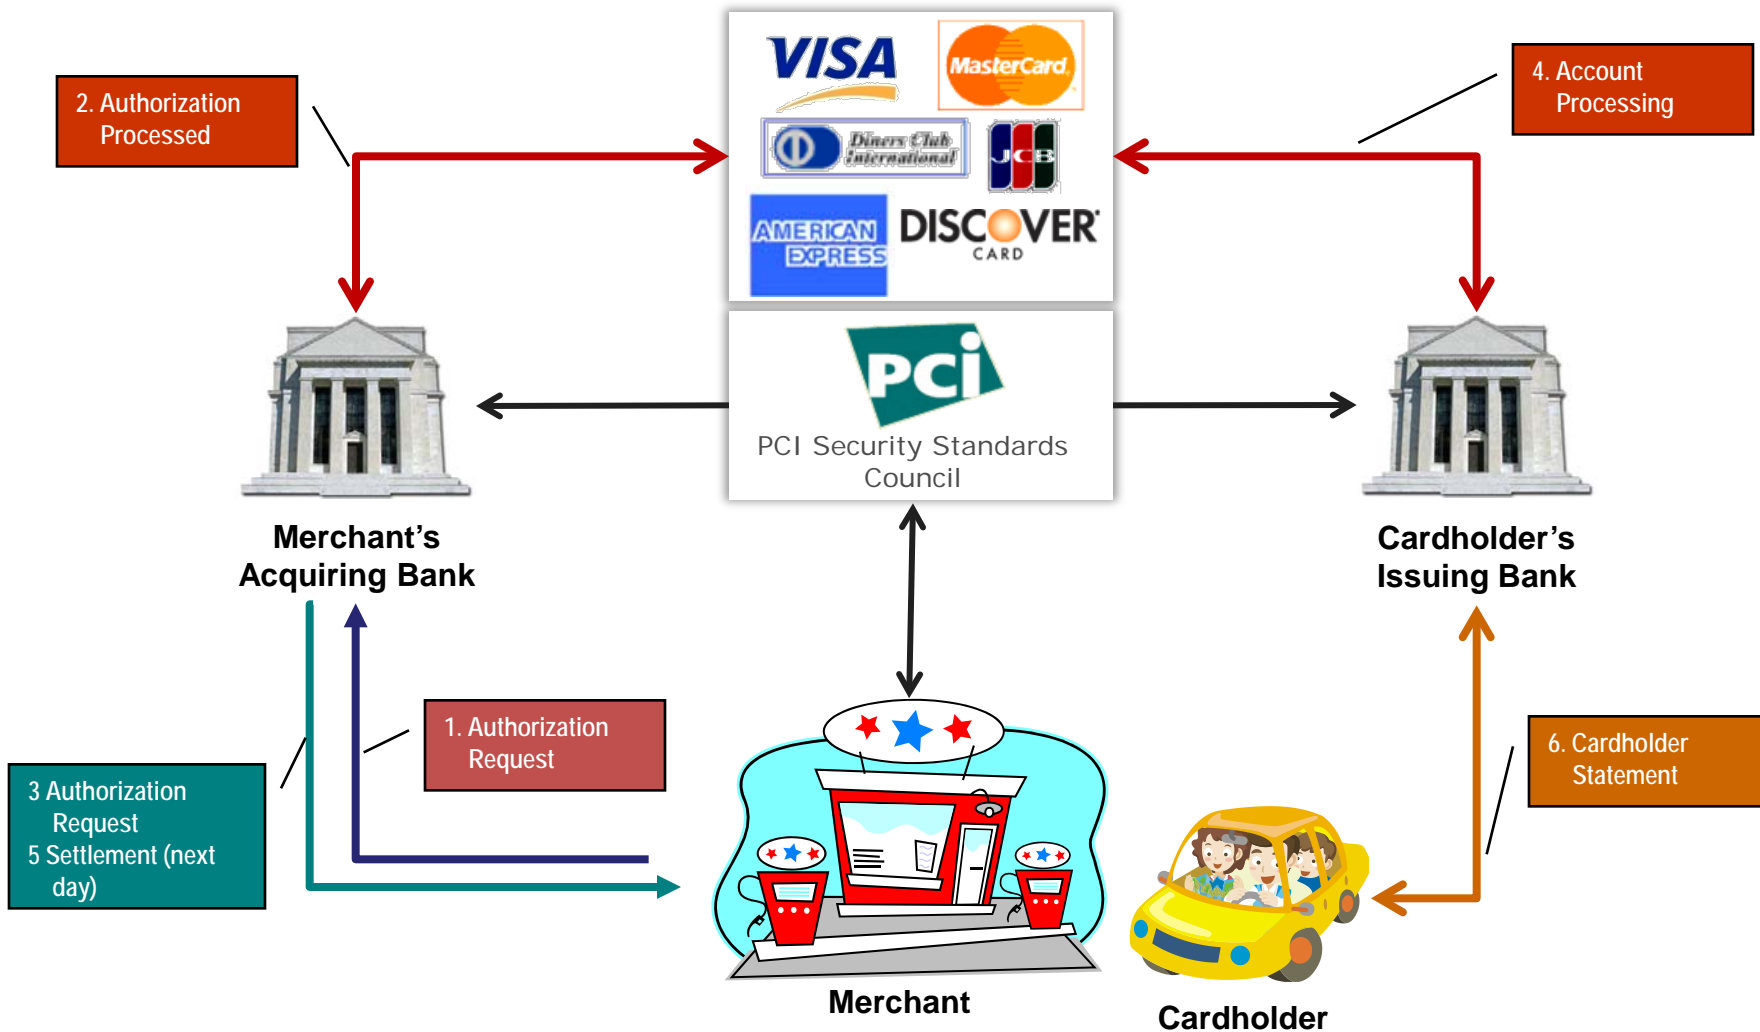 VISA
MasterCard
2. Authorization
Processed
4. Account
Processing
Diners Club
International
JCB
AMERICAN
EXPRESS
DISCOVER
CARD
PCi
PCI Security Standards
Council
Merchant's
Acquiring Bank
Cardholder's
Issuing Bank
1. Authorization
Request
3 Authorization
Request
5 Settlement (next
day)
6. Cardholder
Statement
Merchant
Cardholder